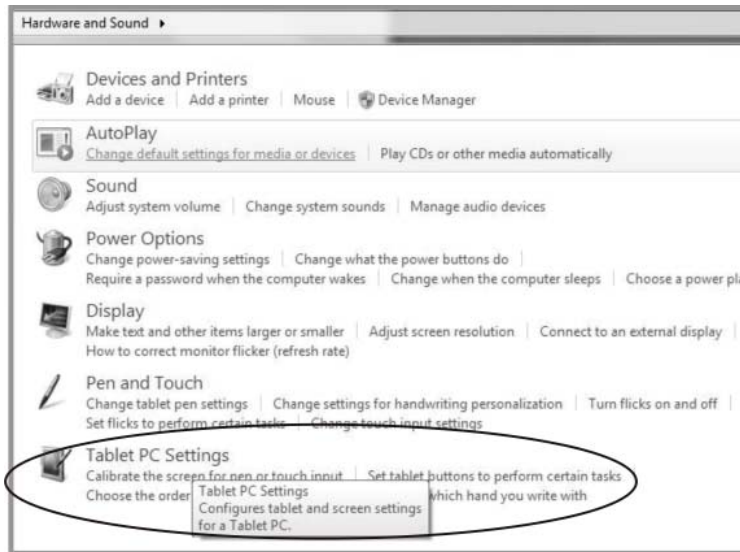 Hardware and Sound
Devices and Printers
Add a device | Add a printer | Mouse | Device Manager
AutoPlay
Change default settings for media or devices | Play CDs or other media automatically
Sound
Adjust system volume | Change system sounds | Manage audio devices
Power Options
Change power-saving settings | Change what the power buttons do |
Require a password when the computer wakes | Change when the computer sleeps | Choose a power
Display
Make text and other items larger or smaller | Adjust screen resolution | Connect to an external display |
How to correct monitor flicker (refresh rate)
Pen and Touch
Change tablet pen settings | Change settings for handwriting personalization | Turn flicks on and off |
Set flicks to perform certain tasks | Change touch input settings
Tablet PC Settings
Calibrate the screen for pen or touch input | Set tablet buttons to perform certain tasks
Choose the order which hand you write with
Tablet PC Settings
Configures tablet and screen settings
for a Tablet PC.